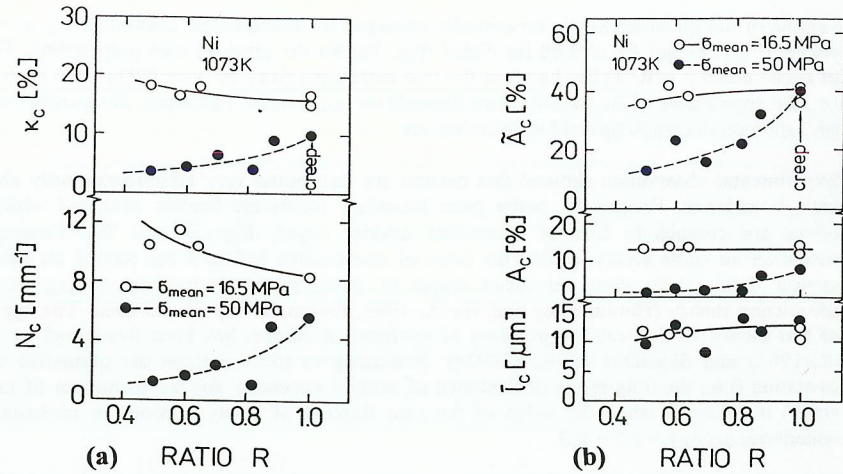 30
20
10
0
κc [%]
Ni
1073K
creep
12
8
4
0
Nc [mm⁻¹]
σmean = 16.5 MPa
σmean = 50 MPa
0.4 0.6 0.8 1.0
(a) RATIO R
60
40
20
0
Ãc [%]
Ni
1073K
σmean = 16.5 MPa
σmean = 50 MPa
creep
20
10
0
Ac [%]
15
10
5
0
l̄c [μm]
0.4 0.6 0.8 1.0
(b) RATIO R